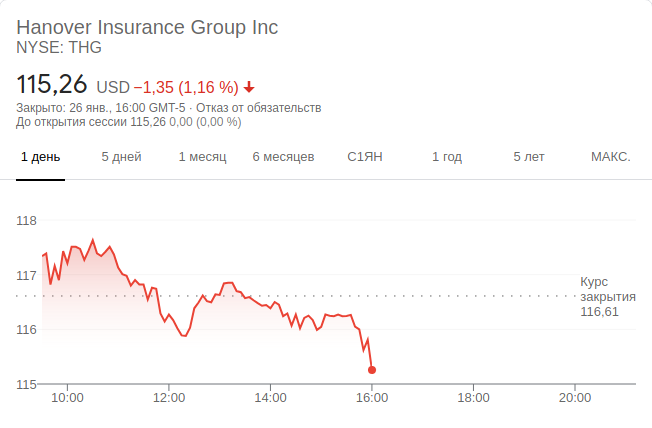 Hanover Insurance Group Inc
NYSE: THG
115,26 USD −1,35 (1,16 %)
Закрыто: 26 янв., 16:00 GMT-5 · Отказ от обязательств
До открытия сессии 115,26 0,00 (0,00 %)
1 день 5 дней 1 месяц 6 месяцев С1ЯН 1 год 5 лет МАКС.
118
117
Курс
закрытия
116,61
116
115
10:00 12:00 14:00 16:00 18:00 20:00